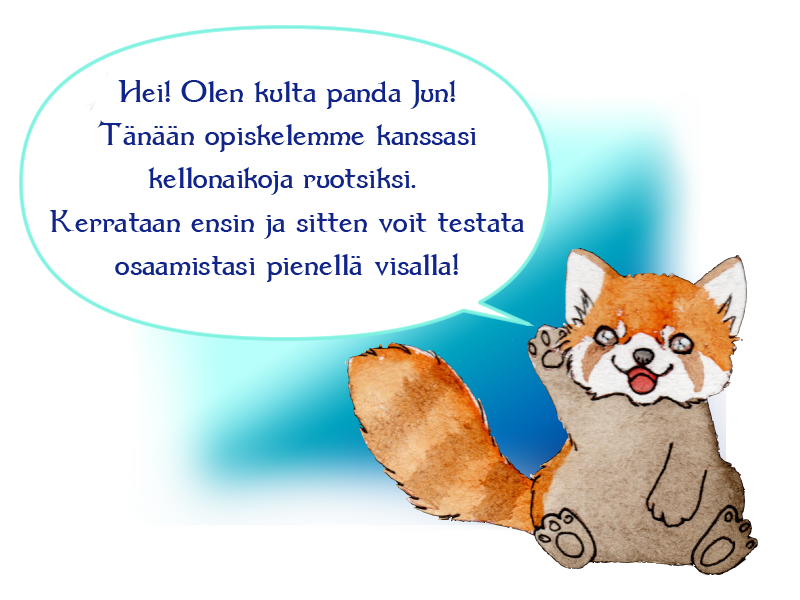 Hei! Olen kulta panda Jun!
Tänään opiskelemme kanssasi
kellonaikoja ruotsiksi.
Kerrataan ensin ja sitten voit testata
osaamistasi pienellä visalla!